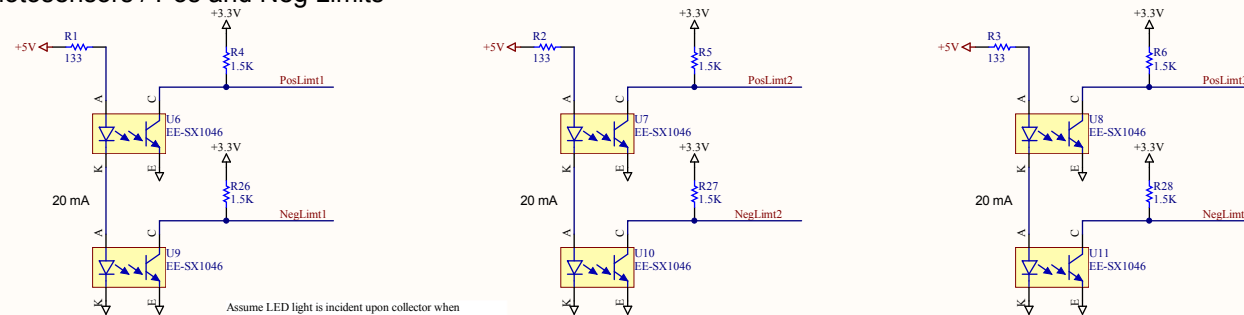 Pos and Neg Limits
+3.3V
+3.3V
+3.3V
+5V
R1
133
R4
1.5K
PosLimt1
+5V
R2
133
R5
1.5K
PosLimt2
+5V
R3
133
R6
1.5K
A
C
U6
EE-SX1046
K
E
A
C
U7
EE-SX1046
K
E
A
C
U8
EE-SX1046
K
E
+3.3V
+3.3V
+3.3V
20 mA
R26
1.5K
NegLimt1
20 mA
R27
1.5K
NegLimt2
20 mA
R28
1.5K
A
C
U9
EE-SX1046
K
E
A
C
U10
EE-SX1046
K
E
A
C
U11
EE-SX1046
K
E
Assume LED light is incident upon collector when